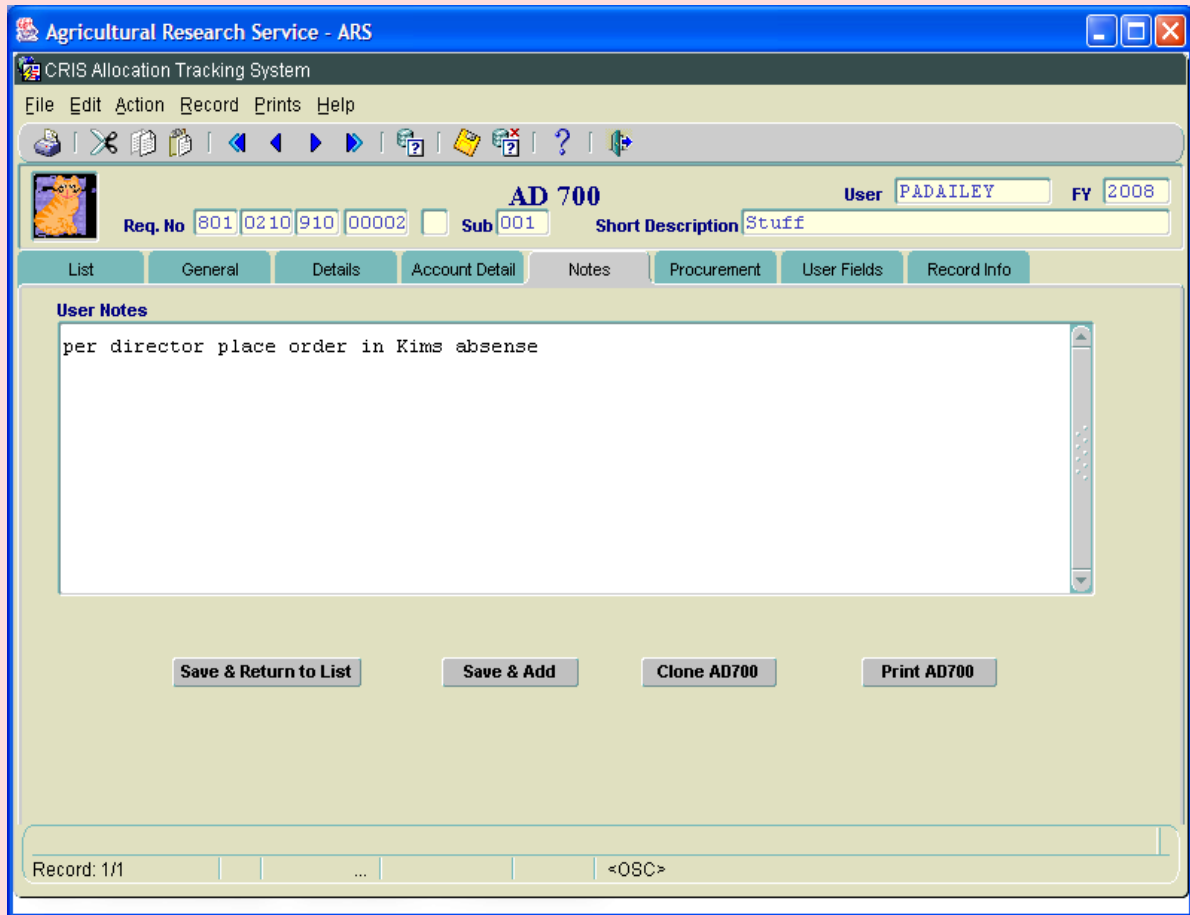 Agricultural Research Service - ARS
CRIS Allocation Tracking System
File Edit Action Record Prints Help
AD 700 User PADAILEY FY 2008
Req. No 801 0210 910 00002 Sub 001 Short Description Stuff
List General Details Account Detail Notes Procurement User Fields Record Info
User Notes
per director place order in Kims absense
Save & Return to List Save & Add Clone AD700 Print AD700
Record: 1/1 ... <OSC>